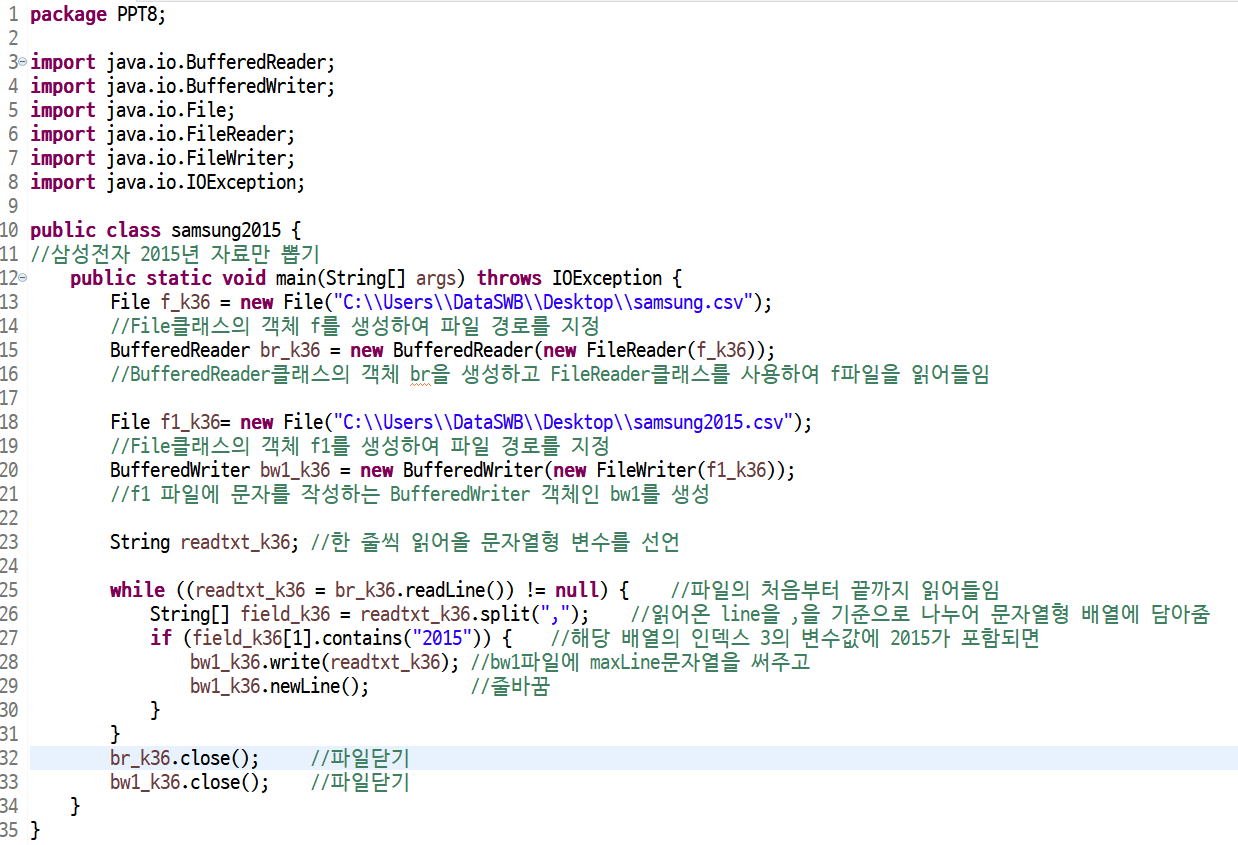 1 package PPT8;
2
3 import java.io.BufferedReader;
4 import java.io.BufferedWriter;
5 import java.io.File;
6 import java.io.FileReader;
7 import java.io.FileWriter;
8 import java.io.IOException;
9
10 public class samsung2015 {
11 //삼성전자 2015년 자료만 뽑기
12     public static void main(String[] args) throws IOException {
13         File f_k36 = new File("C:\\Users\\DataSWB\\Desktop\\samsung.csv");
14         //File클래스의 객체 f를 생성하여 파일 경로를 지정
15         BufferedReader br_k36 = new BufferedReader(new FileReader(f_k36));
16         //BufferedReader클래스의 객체 br을 생성하고 FileReader클래스를 사용하여 f파일을 읽어들임
17
18         File f1_k36= new File("C:\\Users\\DataSWB\\Desktop\\samsung2015.csv");
19         //File클래스의 객체 f1를 생성하여 파일 경로를 지정
20         BufferedWriter bw1_k36 = new BufferedWriter(new FileWriter(f1_k36));
21         //f1 파일에 문자를 작성하는 BufferedWriter 객체인 bw1를 생성
22
23         String readtxt_k36; //한 줄씩 읽어올 문자열형 변수를 선언
24
25         while ((readtxt_k36 = br_k36.readLine()) != null) {    //파일의 처음부터 끝까지 읽어들임
26             String[] field_k36 = readtxt_k36.split(",");    //읽어온 line을 ,을 기준으로 나누어 문자열형 배열에 담아줌
27             if (field_k36[1].contains("2015")) {    //해당 배열의 인덱스 3의 변수값에 2015가 포함되면
28                 bw1_k36.write(readtxt_k36); //bw1파일에 maxLine문자열을 써주고
29                 bw1_k36.newLine();          //줄바꿈
30             }
31         }
32         br_k36.close();     //파일닫기
33         bw1_k36.close();    //파일닫기
34     }
35 }